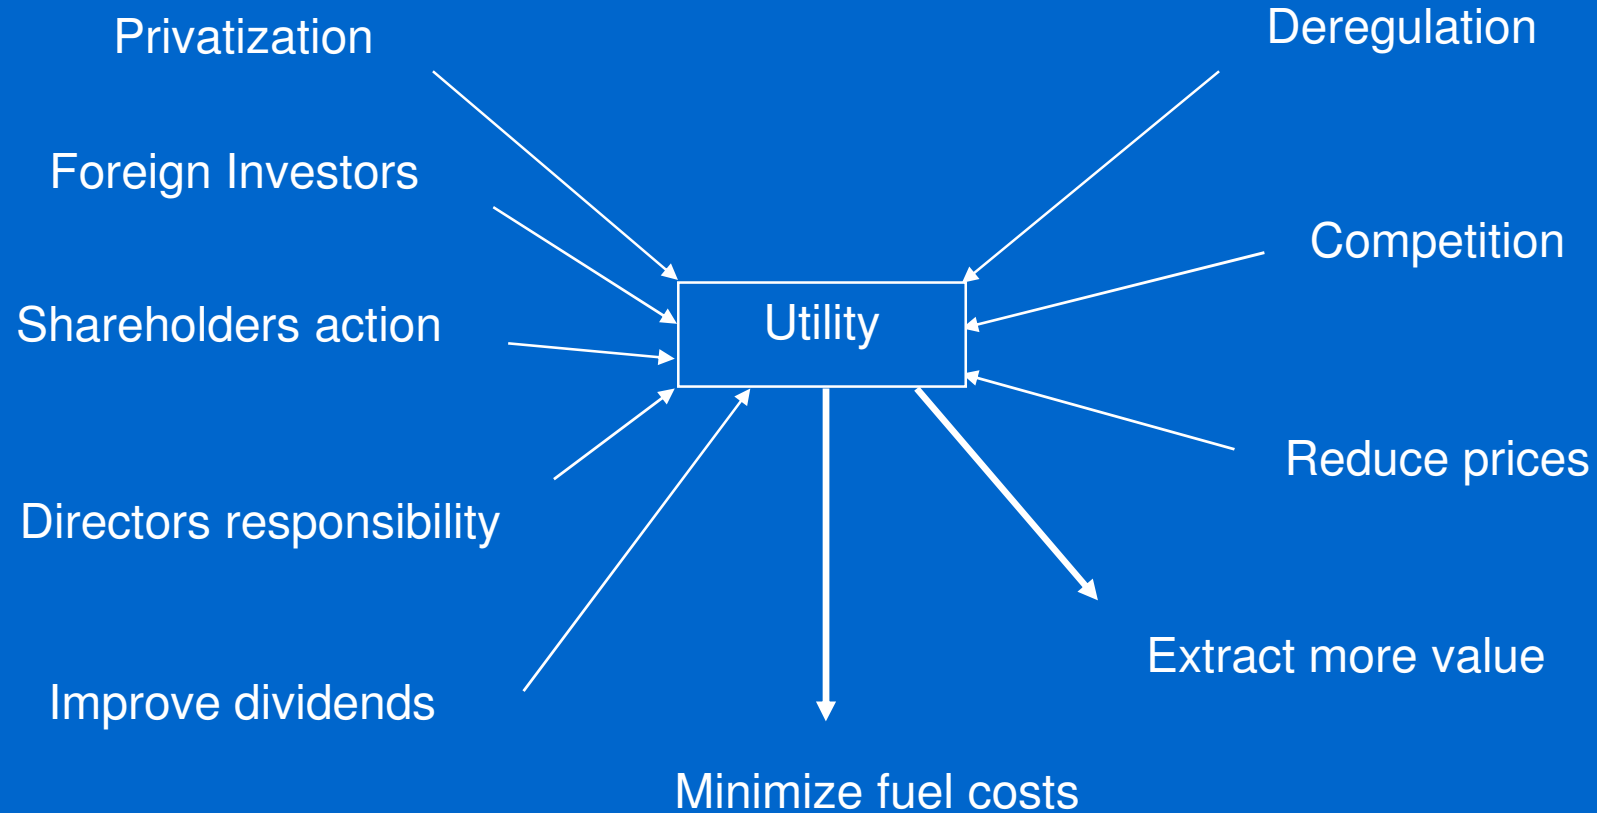 Privatization
Deregulation
Foreign Investors
Competition
Shareholders action
Utility
Reduce prices
Directors responsibility
Extract more value
Improve dividends
Minimize fuel costs